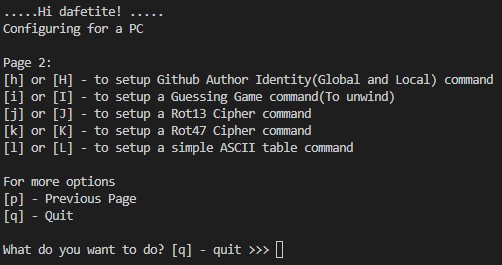 .....Hi dafetite! .....
Configuring for a PC
Page 2:
[h] or [H] - to setup Github Author Identity(Global and Local) command
[i] or [I] - to setup a Guessing Game command(To unwind)
[j] or [J] - to setup a Rot13 Cipher command
[k] or [K] - to setup a Rot47 Cipher command
[l] or [L] - to setup a simple ASCII table command
For more options
[p] - Previous Page
[q] - Quit
What do you want to do? [q] - quit >>>